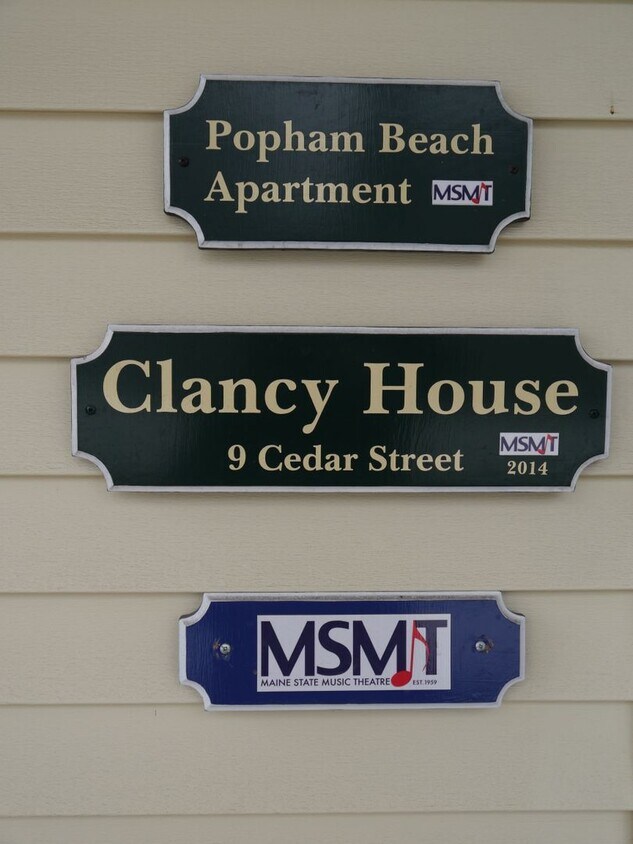 Popham Beach
Apartment MSMT
Clancy House
9 Cedar Street MSMT
2014
MSMT
MAINE STATE MUSIC THEATRE EST. 1959